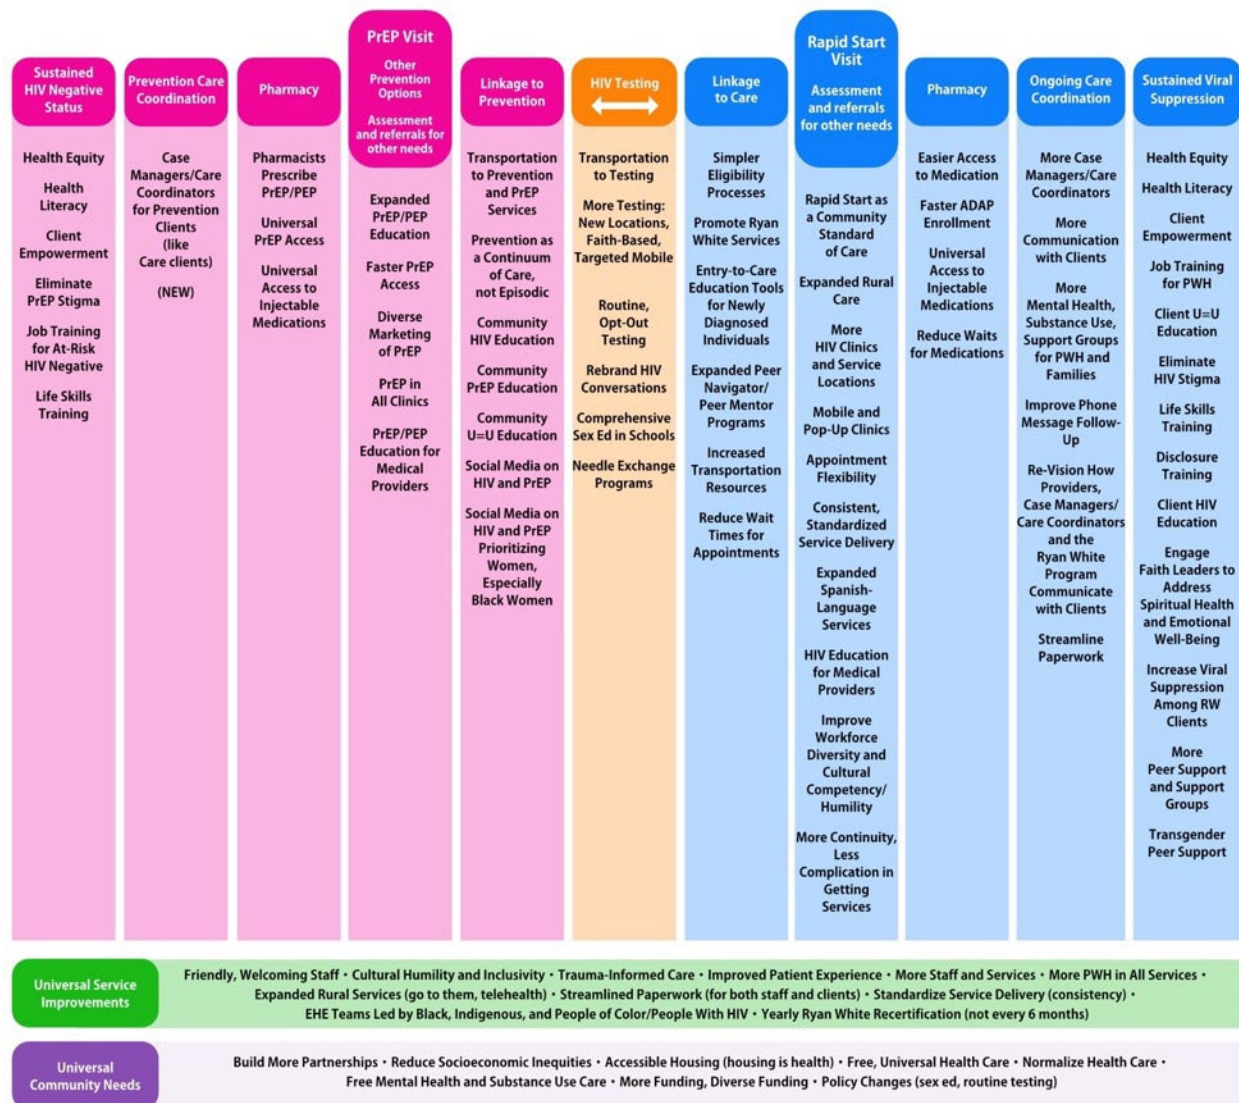 Sustained
HIV Negative
Status
Health Equity
Health
Literacy
Client
Empowerment
Eliminate
PrEP Stigma
Job Training
for At-Risk
HIV Negative
Life Skills
Training
Prevention Care
Coordination
Case
Managers/Care
Coordinators
for Prevention
Clients
(like
Care clients)
(NEW)
Pharmacy
Pharmacists
Prescribe
PrEP/PEP
Universal
PrEP Access
Universal
Access to
Injectable
Medications
PrEP Visit
Other
Prevention
Options
Assessment
and referrals for
other needs
Expanded
PrEP/PEP
Education
Faster PrEP
Access
Diverse
Marketing
of PrEP
PrEP in
All Clinics
PrEP/PEP
Education for
Medical
Providers
Linkage to
Prevention
Transportation
to Prevention
and PrEP
Services
Prevention as
a Continuum
of Care,
not Episodic
Community
HIV Education
Community
PrEP Education
Community
U=U Education
Social Media on
HIV and PrEP
Social Media on
HIV and PrEP
Prioritizing
Women,
Especially
Black Women
HIV Testing
Transportation
to Testing
More Testing:
New Locations,
Faith-Based,
Targeted Mobile
Routine,
Opt-Out
Testing
Rebrand HIV
Conversations
Comprehensive
Sex Ed in Schools
Needle Exchange
Programs
Linkage
to Care
Simpler
Eligibility
Processes
Promote Ryan
White Services
Entry-to-Care
Education Tools
for Newly
Diagnosed
Individuals
Expanded Peer
Navigator/
Peer Mentor
Programs
Increased
Transportation
Resources
Reduce Wait
Times for
Appointments
Rapid Start
Visit
Assessment
and referrals
for other needs
Rapid Start as
a Community
Standard
of Care
Expanded Rural
Care
More
HIV Clinics
and Service
Locations
Mobile and
Pop-Up Clinics
Appointment
Flexibility
Consistent,
Standardized
Service Delivery
Expanded
Spanish-
Language
Services
HIV Education
for Medical
Providers
Improve
Workforce
Diversity and
Cultural
Competency/
Humility
More Continuity,
Less
Complication in
Getting
Services
Pharmacy
Easier Access
to Medication
Faster ADAP
Enrollment
Universal
Access to
Injectable
Medications
Reduce Waits
for Medications
Ongoing Care
Coordination
More Case
Managers/Care
Coordinators
More
Communication
with Clients
More
Mental Health,
Substance Use,
Support Groups
for PWH and
Families
Improve Phone
Message Follow-
Up
Re-Vision How
Providers,
Case Managers/
Care Coordinators
and the
Ryan White
Program
Communicate
with Clients
Streamline
Paperwork
Sustained Viral
Suppression
Health Equity
Health Literacy
Client
Empowerment
Job Training
for PWH
Client U=U
Education
Eliminate
HIV Stigma
Life Skills
Training
Disclosure
Training
Client HIV
Education
Engage
Faith Leaders to
Address
Spiritual Health
and Emotional
Well-Being
Increase Viral
Suppression
Among RW
Clients
More
Peer Support
and Support
Groups
Transgender
Peer Support
Universal Service
Improvements
Friendly, Welcoming Staff • Cultural Humility and Inclusivity • Trauma-Informed Care • Improved Patient Experience • More Staff and Services • More PWH in All Services •
Expanded Rural Services (go to them, telehealth) • Streamlined Paperwork (for both staff and clients) • Standardize Service Delivery (consistency) •
EHE Teams Led by Black, Indigenous, and People of Color/People With HIV • Yearly Ryan White Recertification (not every 6 months)
Universal
Community Needs
Build More Partnerships • Reduce Socioeconomic Inequities • Accessible Housing (housing is health) • Free, Universal Health Care • Normalize Health Care •
Free Mental Health and Substance Use Care • More Funding, Diverse Funding • Policy Changes (sex ed, routine testing)